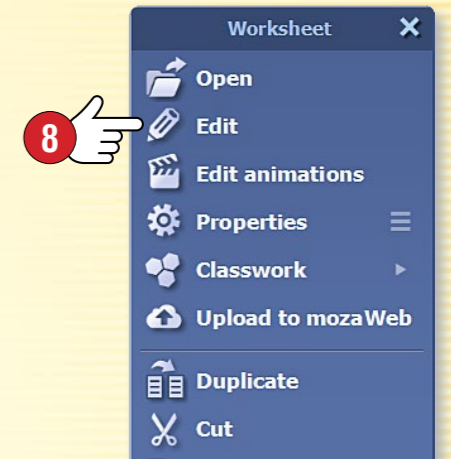 Worksheet
Open
8
Edit
Edit animations
Properties
Classwork
Upload to mozaWeb
Duplicate
Cut